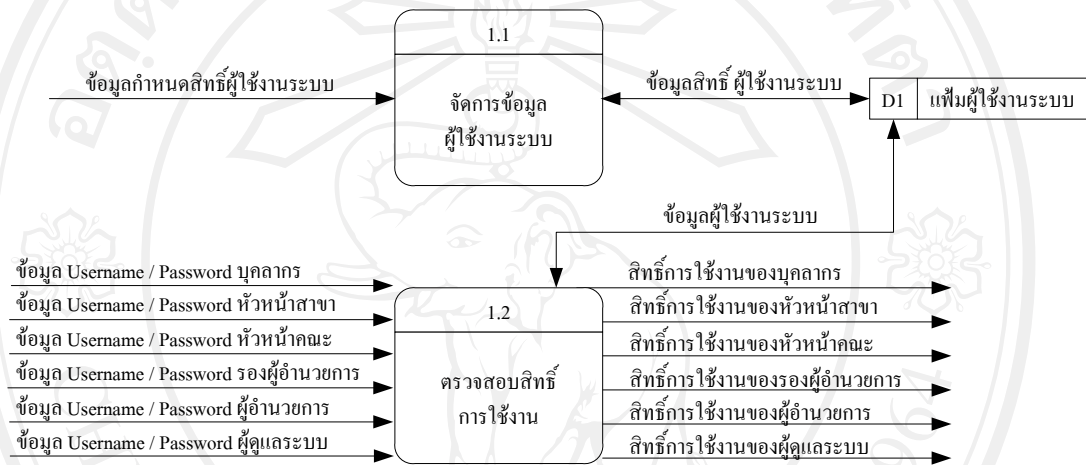 1.1
ข้อมูลกำหนดสิทธิ์ผู้ใช้งานระบบ
จัดการข้อมูล
ผู้ใช้งานระบบ
ข้อมูลสิทธิ์ ผู้ใช้งานระบบ
D1 แฟ้มผู้ใช้งานระบบ
ข้อมูลผู้ใช้งานระบบ
ข้อมูล Username / Password บุคลากร
ข้อมูล Username / Password หัวหน้าสาขา
ข้อมูล Username / Password หัวหน้าคณะ
ข้อมูล Username / Password รองผู้อำนวยการ
ข้อมูล Username / Password ผู้อำนวยการ
ข้อมูล Username / Password ผู้ดูแลระบบ
1.2
ตรวจสอบสิทธิ์
การใช้งาน
สิทธิ์การใช้งานของบุคลากร
สิทธิ์การใช้งานของหัวหน้าสาขา
สิทธิ์การใช้งานของหัวหน้าคณะ
สิทธิ์การใช้งานของรองผู้อำนวยการ
สิทธิ์การใช้งานของผู้อำนวยการ
สิทธิ์การใช้งานของผู้ดูแลระบบ